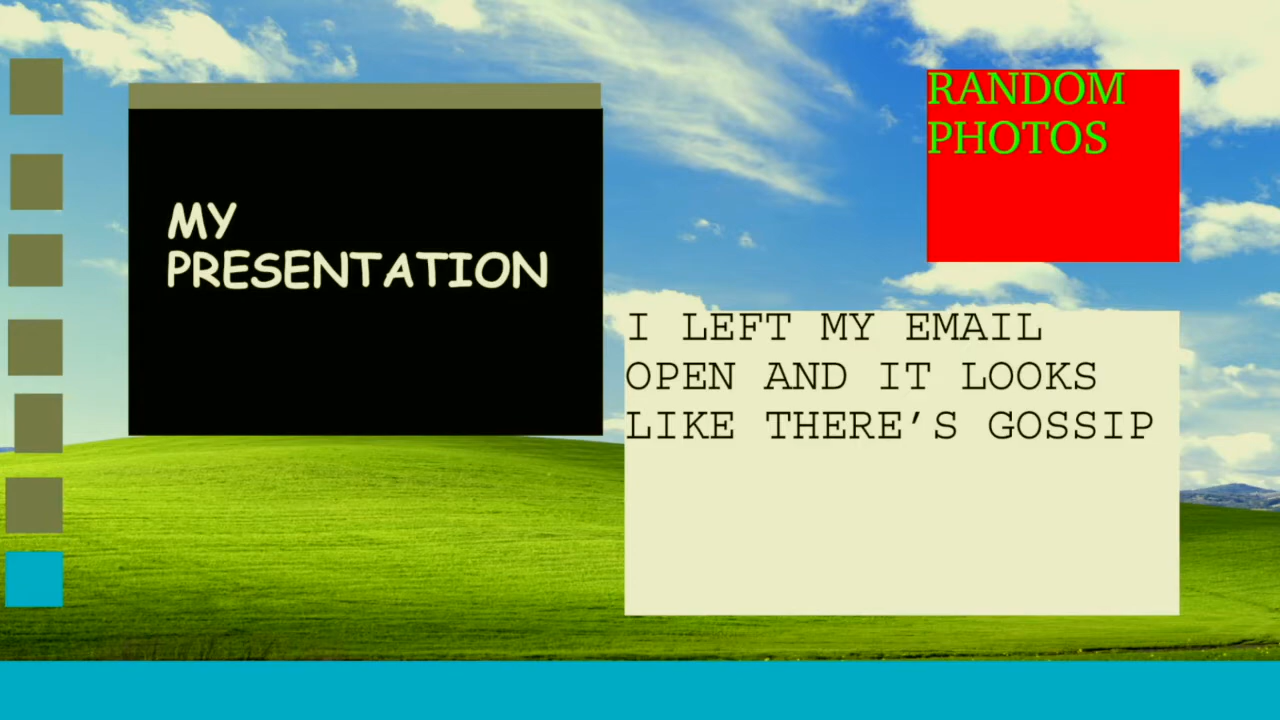 MY
PRESENTATION
RANDOM
PHOTOS
I LEFT MY EMAIL
OPEN AND IT LOOKS
LIKE THERE’S GOSSIP